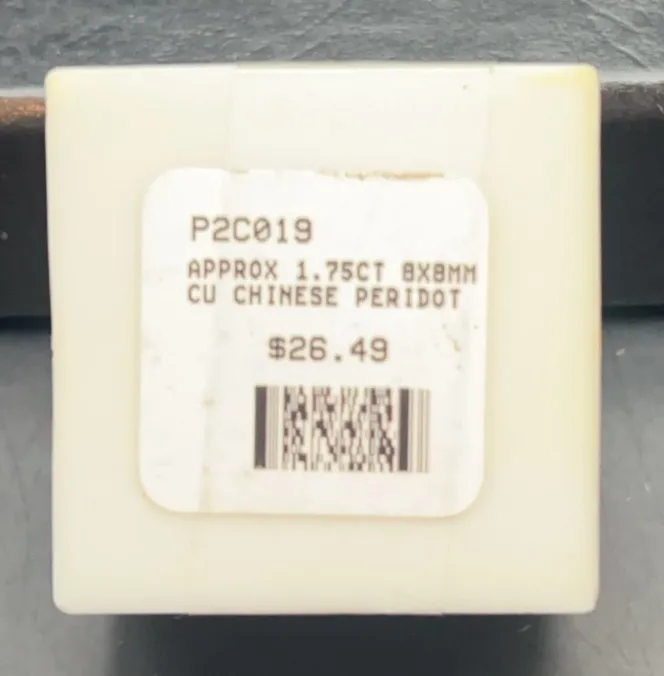 P2C019
APPROX 1.75CT 8X8MM
CU CHINESE PERIDOT
$26.49